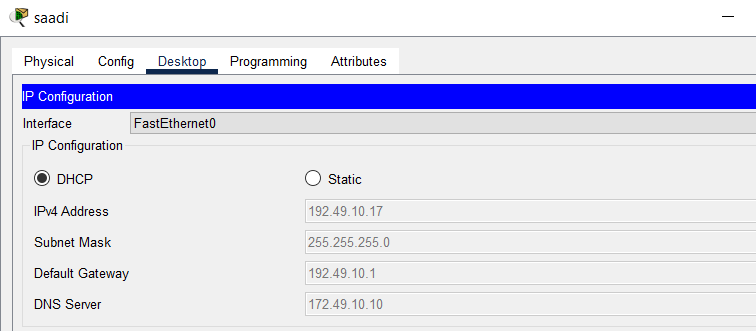 saadi
Physical Config Desktop Programming Attributes
IP Configuration
Interface FastEthernet0
IP Configuration
DHCP Static
IPv4 Address 192.49.10.17
Subnet Mask 255.255.255.0
Default Gateway 192.49.10.1
DNS Server 172.49.10.10